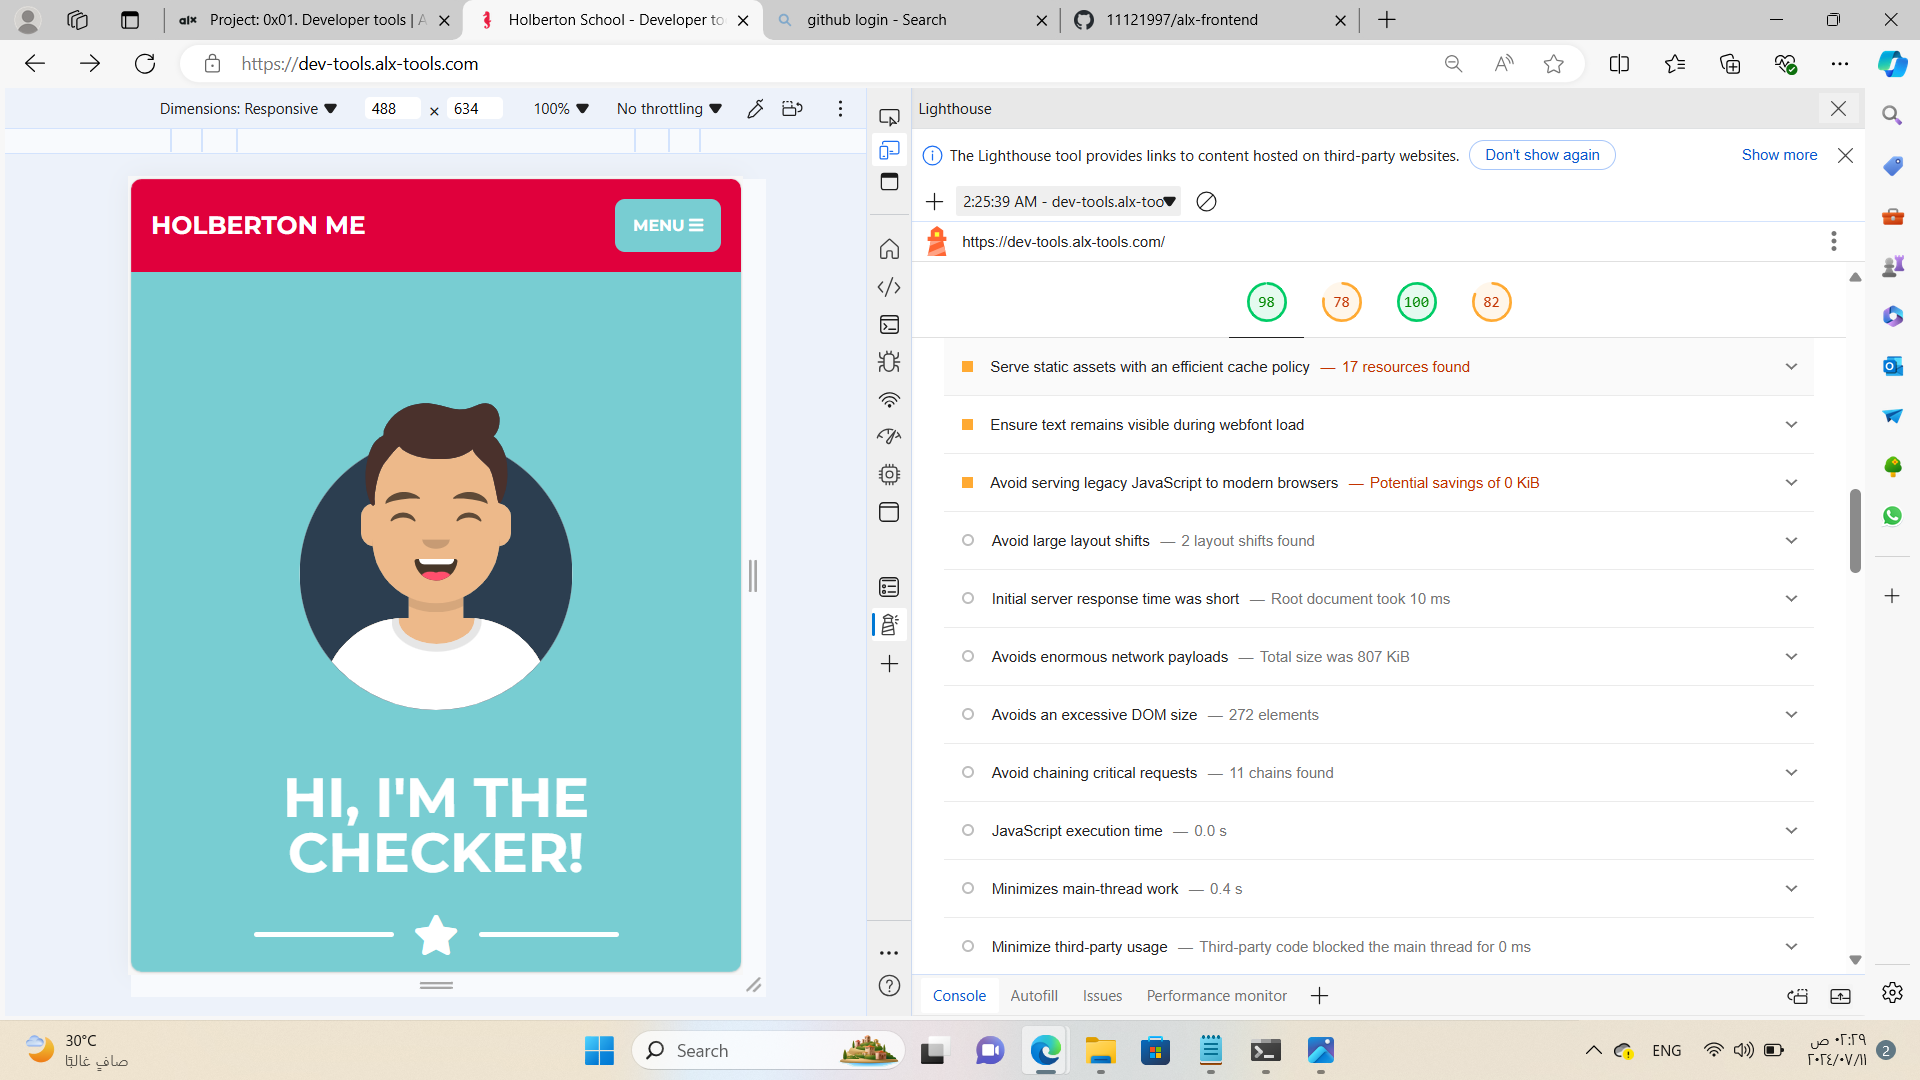 Project: 0x01. Developer tools | A
Holberton School - Developer to
github login - Search
11121997/alx-frontend
https://dev-tools.alx-tools.com
Dimensions: Responsive
488 × 634
100%
No throttling
Lighthouse
The Lighthouse tool provides links to content hosted on third-party websites.
Don't show again
Show more
2:25:39 AM - dev-tools.alx-too
https://dev-tools.alx-tools.com/
98
78
100
82
HOLBERTON ME
MENU
HI, I'M THE
CHECKER!
Serve static assets with an efficient cache policy — 17 resources found
Ensure text remains visible during webfont load
Avoid serving legacy JavaScript to modern browsers — Potential savings of 0 KiB
Avoid large layout shifts — 2 layout shifts found
Initial server response time was short — Root document took 10 ms
Avoids enormous network payloads — Total size was 807 KiB
Avoids an excessive DOM size — 272 elements
Avoid chaining critical requests — 11 chains found
JavaScript execution time — 0.0 s
Minimizes main-thread work — 0.4 s
Minimize third-party usage — Third-party code blocked the main thread for 0 ms
Console
Autofill
Issues
Performance monitor
30°C
صافٍ غالبًا
Search
ENG
٠٢:٢٩ ص
٢٠٢٤/٠٧/١١
2